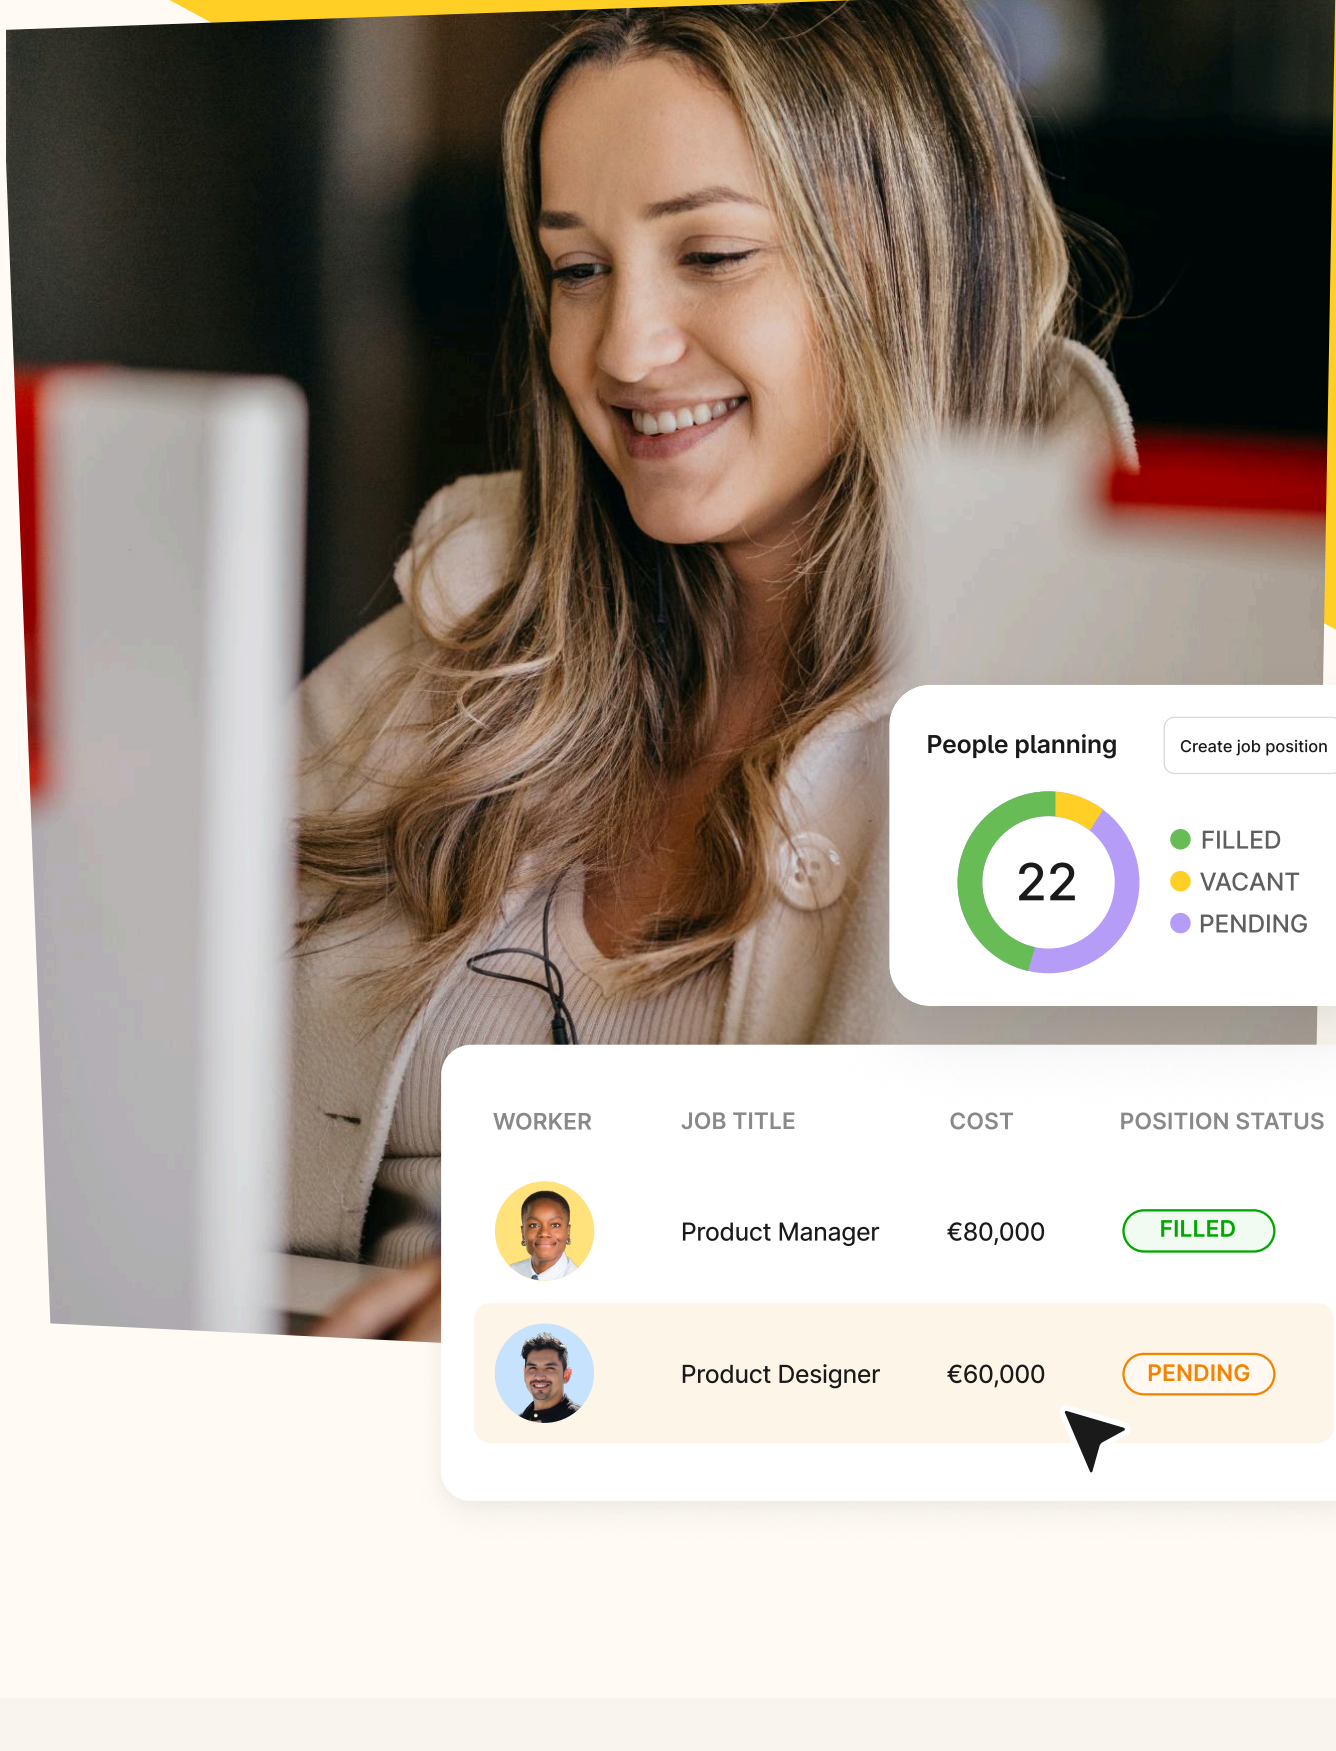 People planning
Create job position
22
FILLED
VACANT
PENDING
WORKER JOB TITLE COST POSITION STATUS
Product Manager €80,000 FILLED
Product Designer €60,000 PENDING